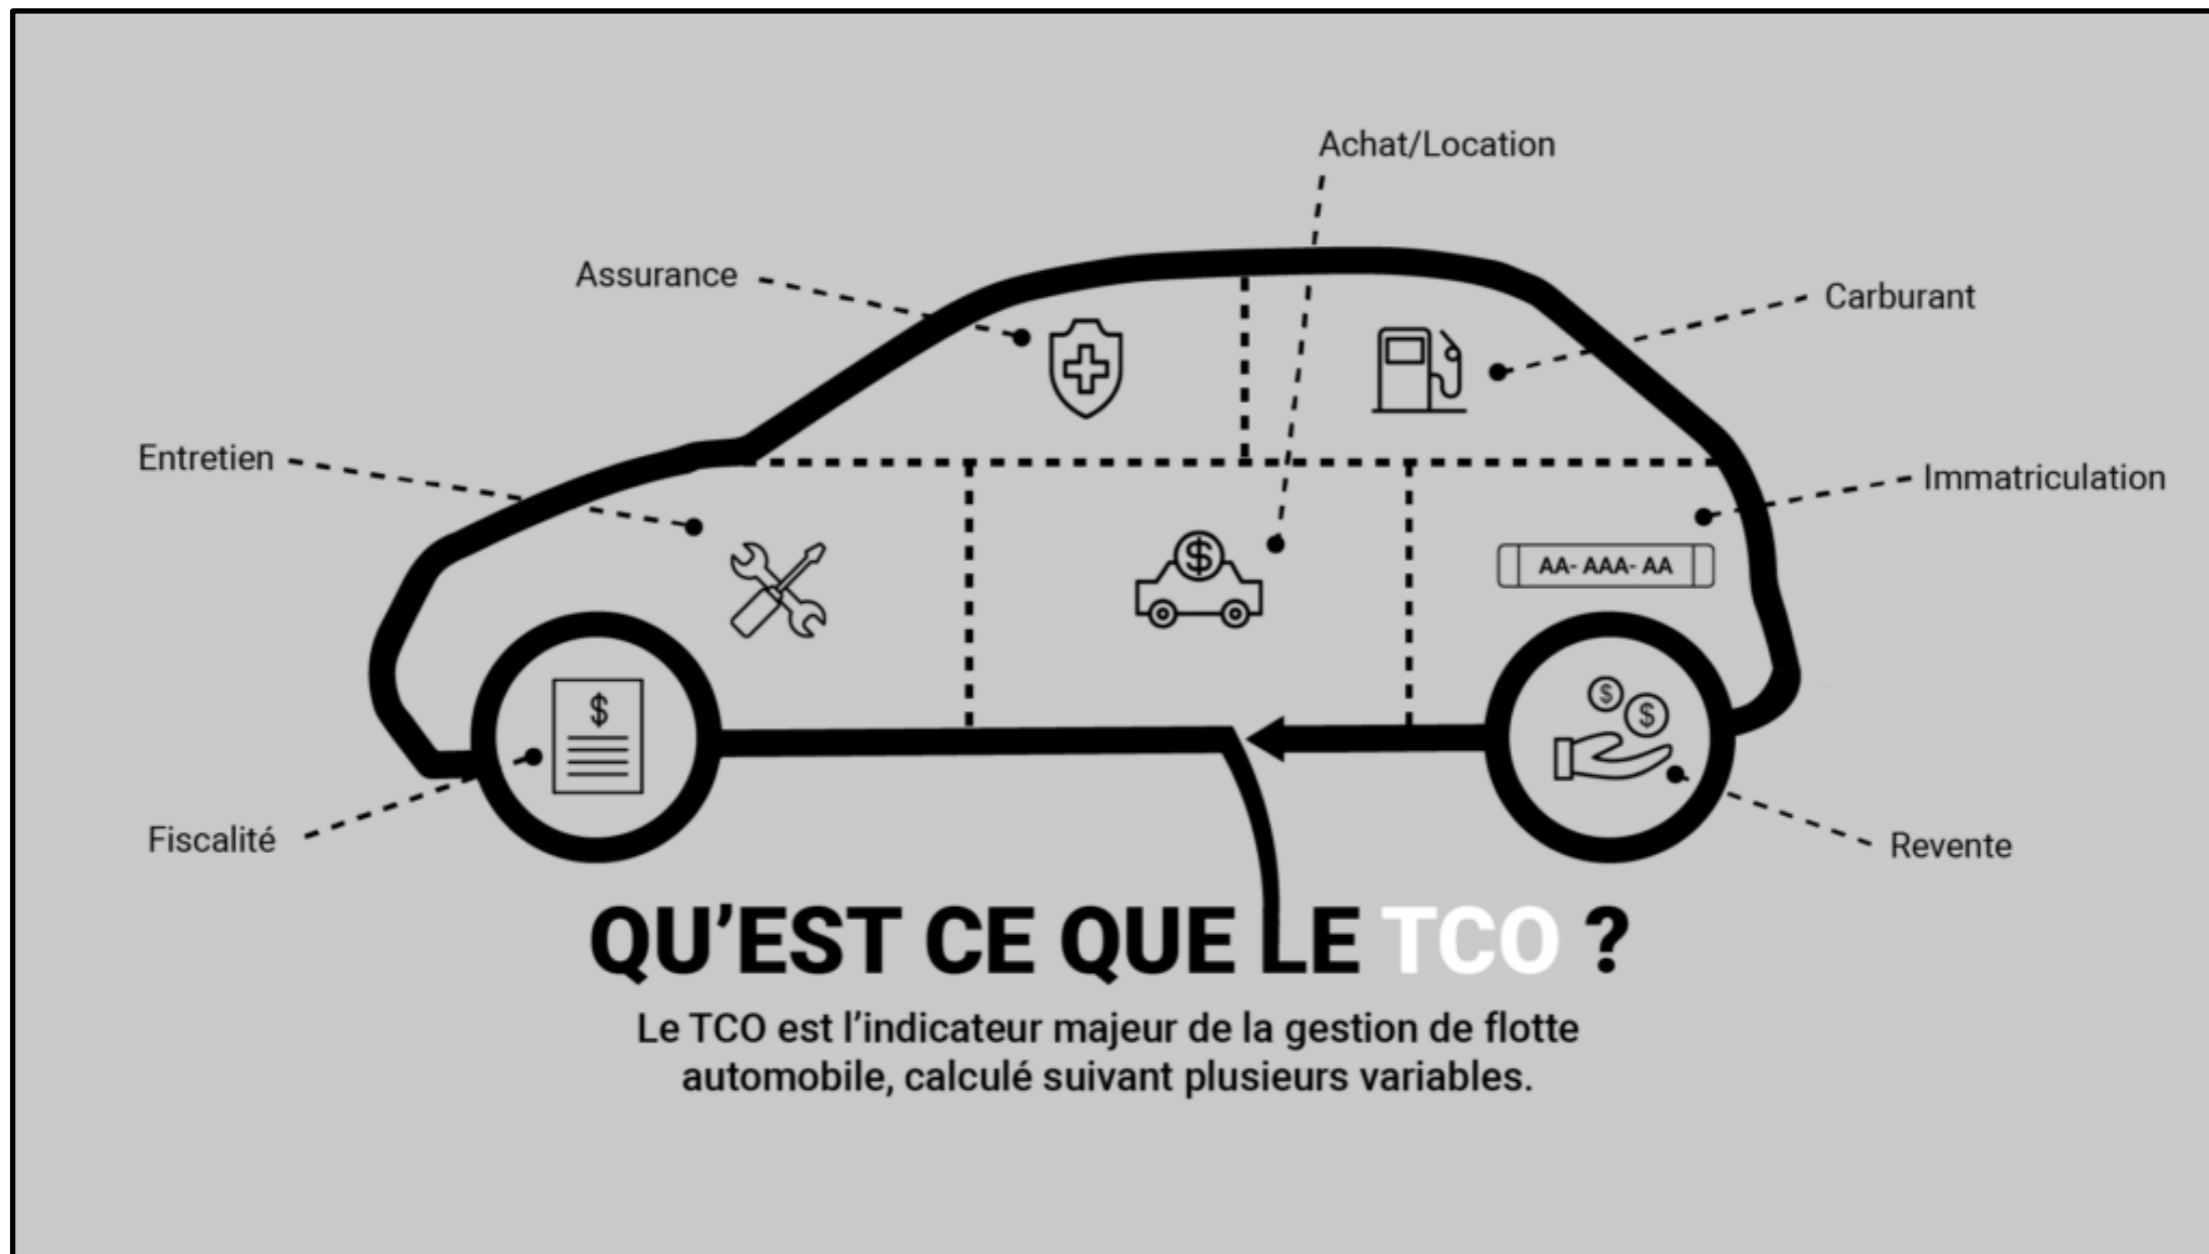 Achat/Location
Assurance
Carburant
Entretien
Immatriculation
AA- AAA- AA
$
$
$
$
Fiscalité
Revente
QU’EST CE QUE LE TCO ?
Le TCO est l’indicateur majeur de la gestion de flotte
automobile, calculé suivant plusieurs variables.